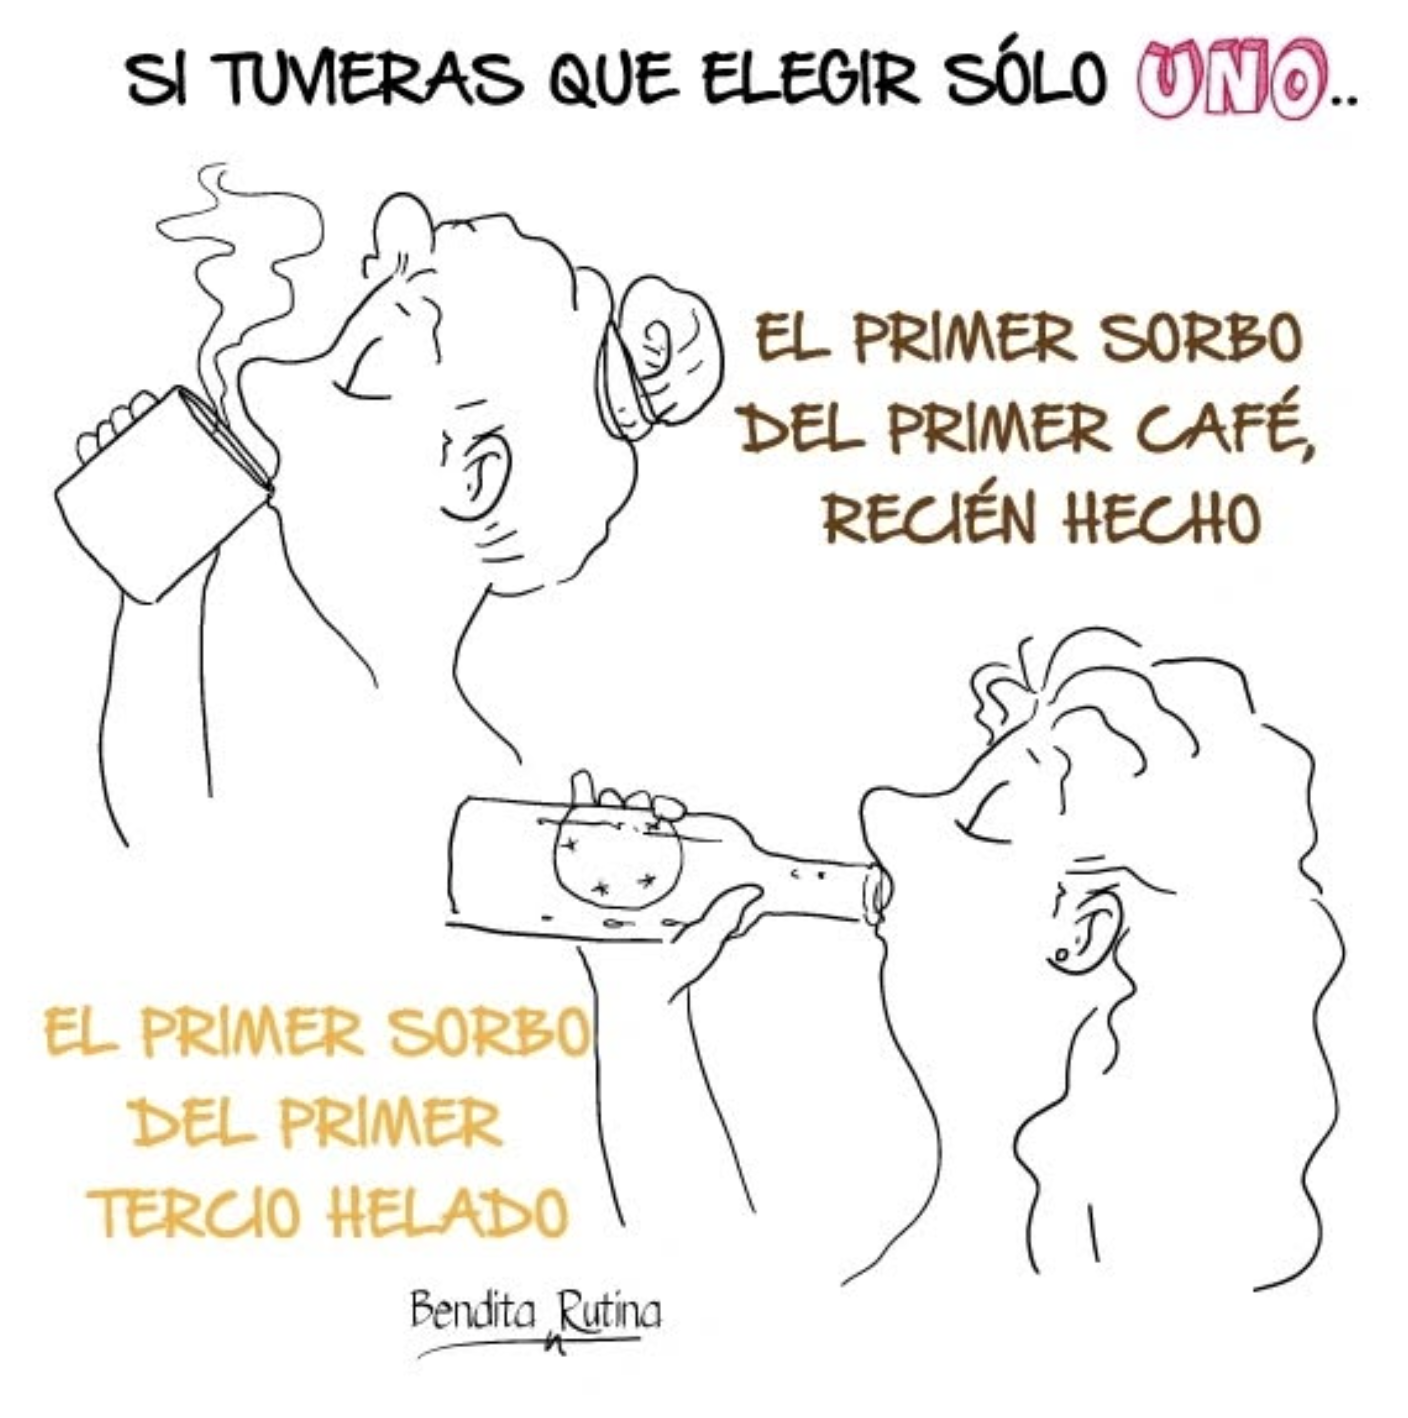 SI TUVIERAS QUE ELEGIR SÓLO UNO..
EL PRIMER SORBO
DEL PRIMER CAFÉ,
RECIÉN HECHO
EL PRIMER SORBO
DEL PRIMER
TERCIO HELADO
Bendita Rutina